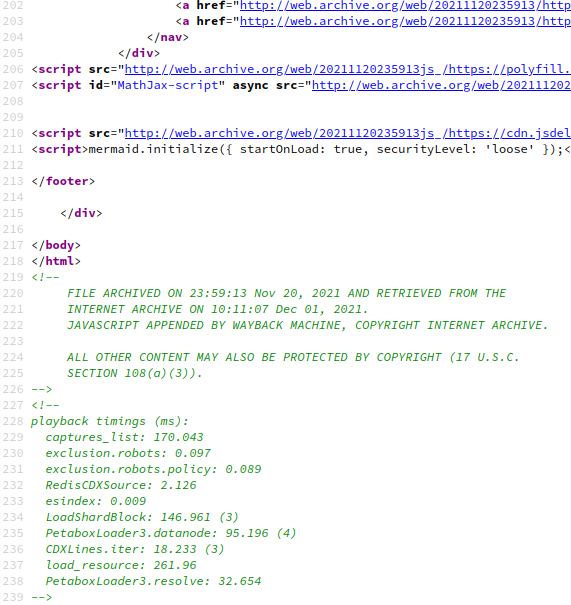 202 <a href="http://web.archive.org/web/20211120235913/http
203 <a href="http://web.archive.org/web/20211120235913/http
204 </nav>
205 </div>
206 <script src="http://web.archive.org/web/20211120235913js_/https://polyfill.
207 <script id="MathJax-script" async src="http://web.archive.org/web/202111202
208
209
210 <script src="http://web.archive.org/web/20211120235913js_/https://cdn.jsdel
211 <script>mermaid.initialize({ startOnLoad: true, securityLevel: 'loose' });<
212
213 </footer>
214
215 </div>
216
217 </body>
218 </html>
219 <!--
220 FILE ARCHIVED ON 23:59:13 Nov 20, 2021 AND RETRIEVED FROM THE
221 INTERNET ARCHIVE ON 10:11:07 Dec 01, 2021.
222 JAVASCRIPT APPENDED BY WAYBACK MACHINE, COPYRIGHT INTERNET ARCHIVE.
223
224 ALL OTHER CONTENT MAY ALSO BE PROTECTED BY COPYRIGHT (17 U.S.C.
225 SECTION 108(a)(3)).
226 -->
227 <!--
228 playback timings (ms):
229 captures_list: 170.043
230 exclusion.robots: 0.097
231 exclusion.robots.policy: 0.089
232 RedisCDXSource: 2.126
233 esindex: 0.009
234 LoadShardBlock: 146.961 (3)
235 PetaboxLoader3.datanode: 95.196 (4)
236 CDXLines.iter: 18.233 (3)
237 load_resource: 261.96
238 PetaboxLoader3.resolve: 32.654
239 -->